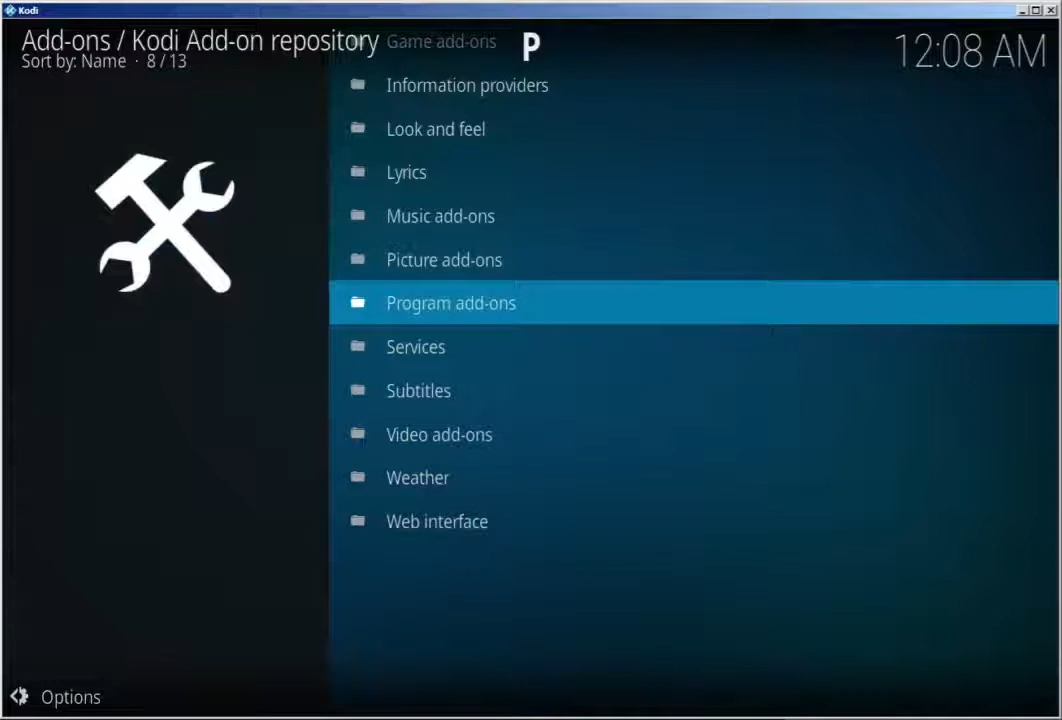 Kodi
Add-ons / Kodi Add-on repository
Sort by: Name · 8 / 13
P
12:08 AM
Game add-ons
Information providers
Look and feel
Lyrics
Music add-ons
Picture add-ons
Program add-ons
Services
Subtitles
Video add-ons
Weather
Web interface
Options